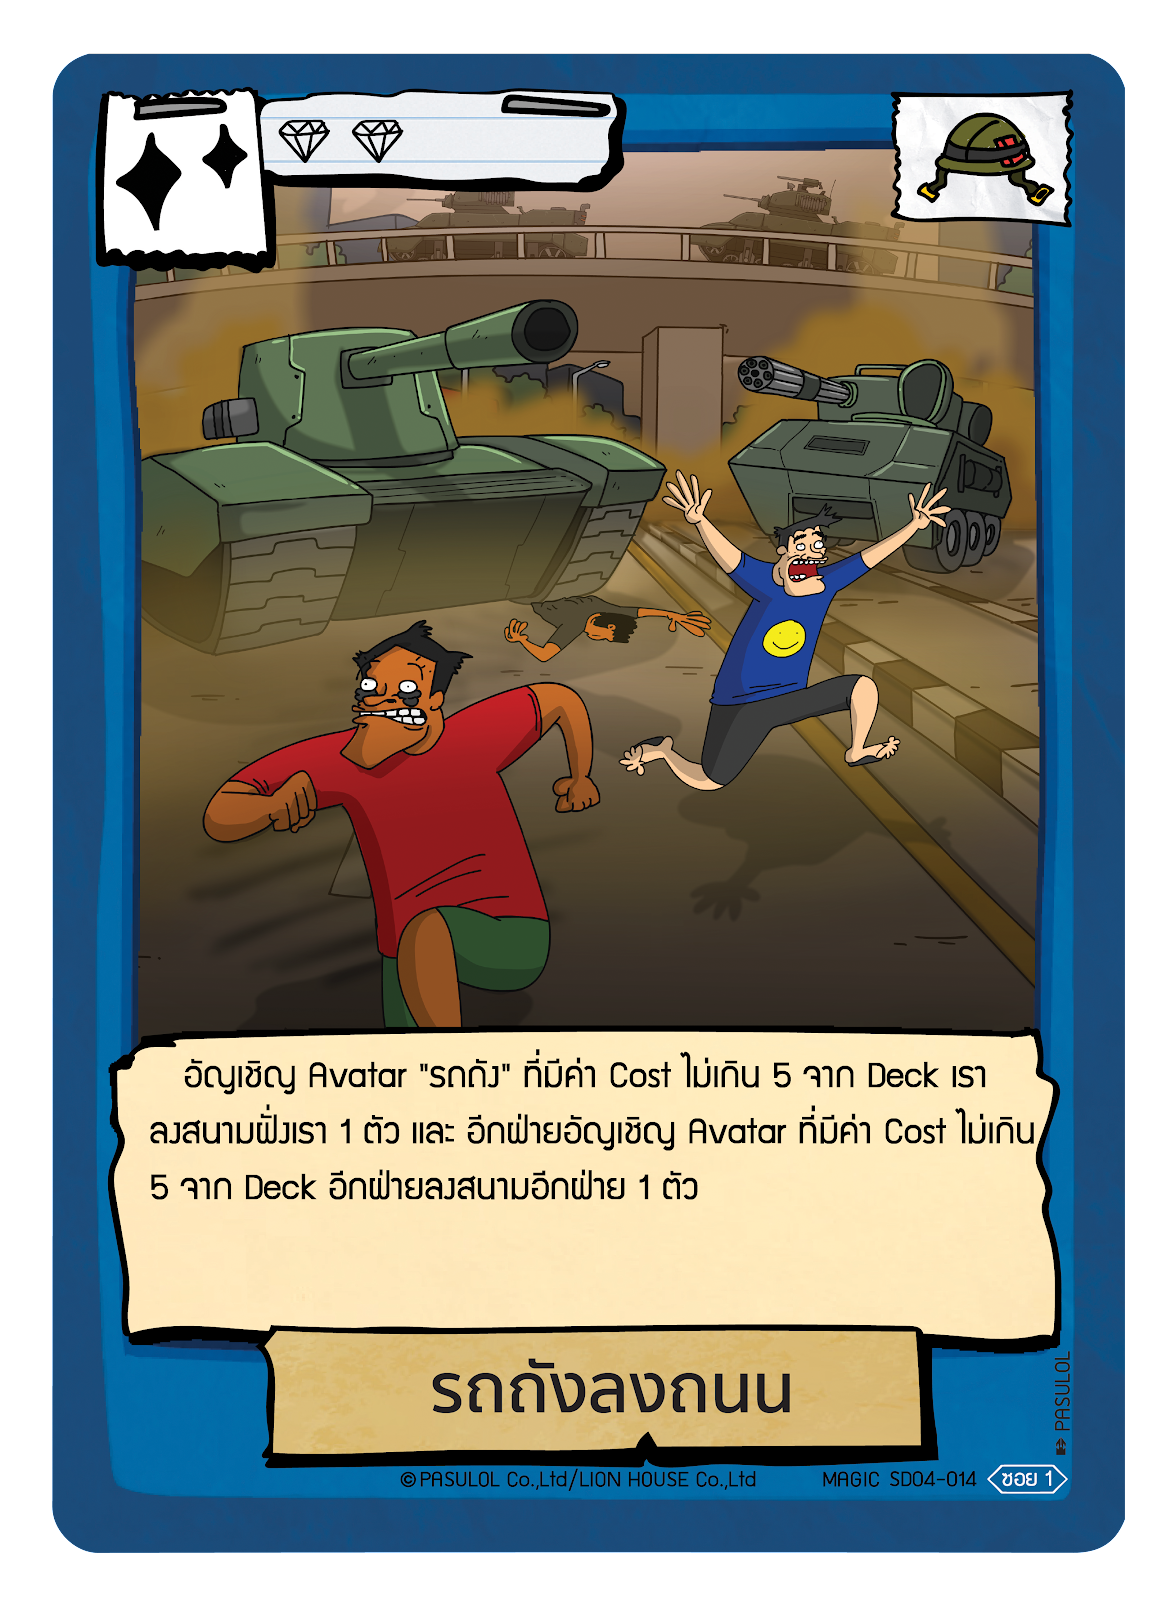 อัญเชิญ Avatar "รถถัง" ที่มีค่า Cost ไม่เกิน 5 จาก Deck เรา
ลงสนามฝั่งเรา 1 ตัว และ อีกฝ่ายอัญเชิญ Avatar ที่มีค่า Cost ไม่เกิน
5 จาก Deck อีกฝ่ายลงสนามอีกฝ่าย 1 ตัว
รถถังลงถนน
PASULOL
© PASULOL Co.,Ltd/LION HOUSE Co.,Ltd MAGIC SD04-014 ซอย 1